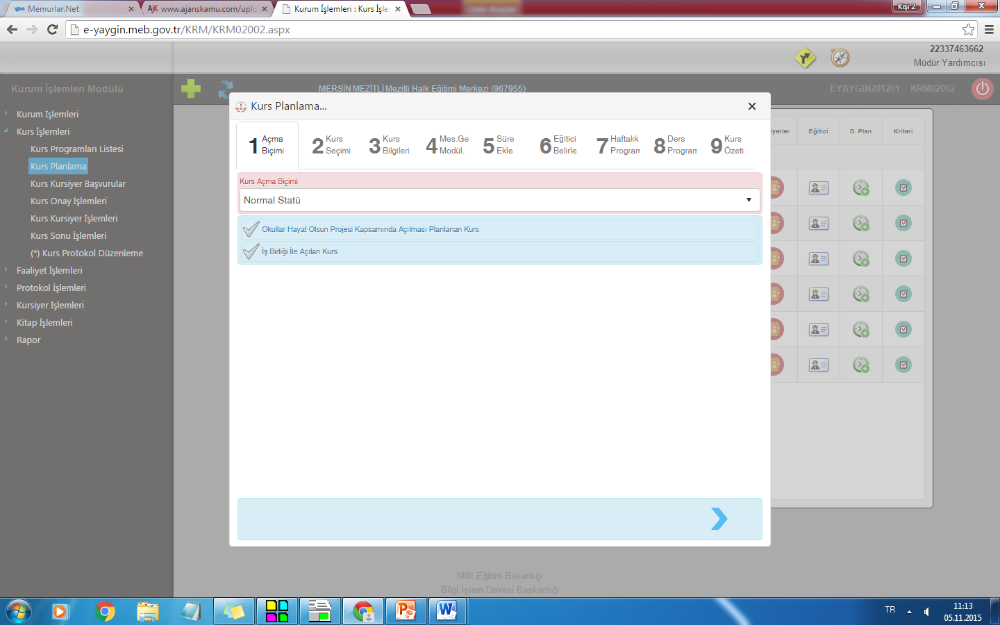 Memurlar.Net
AjK www.ajanskamu.com/uplo
Kurum İşlemleri : Kurs İşle
Kişi 2
e-yaygin.meb.gov.tr/KRM/KRM02002.aspx
22337463662
Müdür Yardımcısı
Kurum İşlemleri Modülü
MERSİN MEZİTLİ Mezitli Halk Eğitimi Merkezi (967955)
EYAYGIN201201 - KRM02002
Kurum İşlemleri
Kurs İşlemleri
Kurs Programları Listesi
Kurs Planlama
Kurs Kursiyer Başvurular
Kurs Onay İşlemleri
Kurs Kursiyer İşlemleri
Kurs Sonu İşlemleri
(*) Kurs Protokol Düzenleme
Faaliyet İşlemleri
Protokol İşlemleri
Kursiyer İşlemleri
Kitap İşlemleri
Rapor
Kurs Planlama...
1 Açma Biçimi
2 Kurs Seçimi
3 Kurs Bilgileri
4 Mes.Gel Modül.
5 Süre Ekle
6 Eğitici Belirle
7 Haftalık Program
8 Ders Program
9 Kurs Özeti
Kurs Açma Biçimi
Normal Statü
Okullar Hayat Olsun Projesi Kapsamında Açılması Planlanan Kurs
İş Birliği İle Açılan Kurs
iyerler
Eğitici
D. Plan
Kriteri
Millî Eğitim Bakanlığı
Bilgi İşlem Dairesi Başkanlığı
TR
11:13
05.11.2015